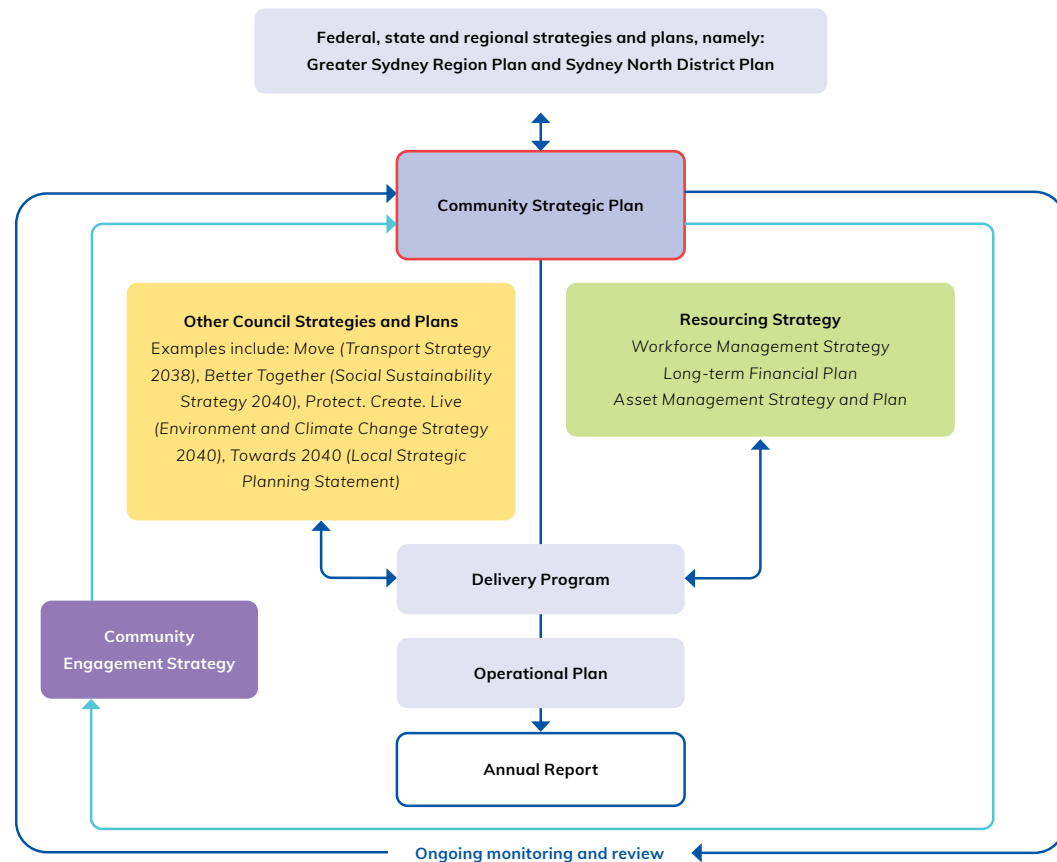 Federal, state and regional strategies and plans, namely:
Greater Sydney Region Plan and Sydney North District Plan
Community Strategic Plan
Other Council Strategies and Plans
Examples include: Move (Transport Strategy
2038), Better Together (Social Sustainability
Strategy 2040), Protect. Create. Live
(Environment and Climate Change Strategy
2040), Towards 2040 (Local Strategic
Planning Statement)
Resourcing Strategy
Workforce Management Strategy
Long-term Financial Plan
Asset Management Strategy and Plan
Delivery Program
Community
Engagement Strategy
Operational Plan
Annual Report
Ongoing monitoring and review